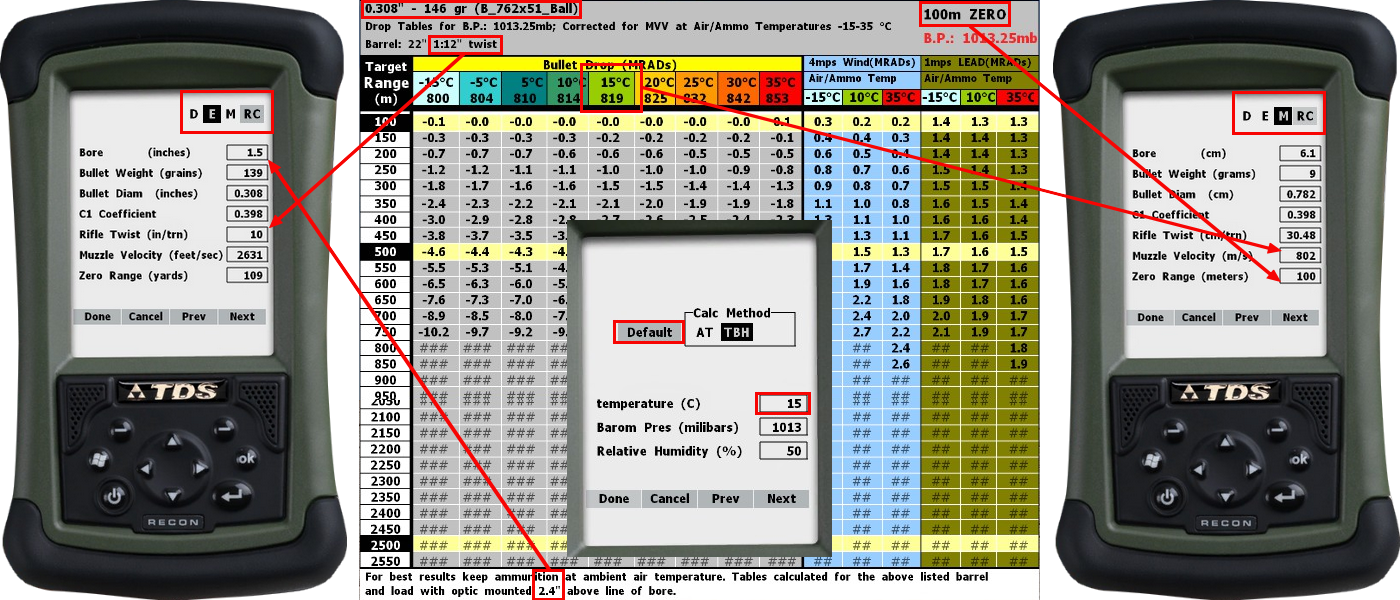 D E M RC
Bore (inches) 1.5
Bullet Weight (grains) 139
Bullet Diam (inches) 0.308
C1 Coefficient 0.398
Rifle Twist (in/trn) 10
Muzzle Velocity (feet/sec) 2631
Zero Range (yards) 109
Done Cancel Prev Next
TDS
ok
RECON
0.308" - 146 gr (B_762x51_Ball)
100m ZERO
Drop Tables for B.P.: 1013.25mb; Corrected for MVV at Air/Ammo Temperatures -15-35 °C
B.P.: 1013.25mb
Barrel: 22" 1:12" twist
Target Range (m) Bullet Drop (MRADs) 4mps Wind(MRADs) 1mps LEAD(MRADs)
Air/Ammo Temp Air/Ammo Temp
-15°C -5°C 5°C 10°C 15°C 20°C 25°C 30°C 35°C -15°C 10°C 35°C -15°C 10°C 35°C
800 804 810 814 819 825 832 842 853
100 -0.1 -0.0 -0.0 -0.0 -0.0 -0.0 -0.0 -0.0 0.1 0.3 0.2 0.2 1.4 1.3 1.3
150 -0.3 -0.3 -0.3 -0.3 -0.2 -0.2 -0.2 -0.2 -0.1 0.4 0.4 0.3 1.4 1.4 1.3
200 -0.7 -0.7 -0.7 -0.6 -0.6 -0.6 -0.5 -0.5 -0.5 0.6 0.5 0.4 1.4 1.4 1.3
250 -1.2 -1.2 -1.1 -1.1 -1.0 -1.0 -1.0 -0.9 -0.8 0.8 0.7 0.6 1.5 1.4 1.3
300 -1.8 -1.7 -1.6 -1.6 -1.5 -1.5 -1.4 -1.4 -1.3 0.9 0.8 0.7 1.5 1.5 1.4
350 -2.4 -2.3 -2.2 -2.1 -2.1 -2.0 -1.9 -1.9 -1.8 1.1 1.0 0.8 1.6 1.5 1.4
400 -3.0 -2.9 -2.8 -2.8 -2.7 -2.6 -2.5 -2.4 -2.3 1.3 1.1 1.0 1.6 1.6 1.4
450 -3.8 -3.7 -3.5 -3. 1.3 1.1 1.7 1.6 1.5
500 -4.6 -4.4 -4.3 -4. 1.5 1.3 1.7 1.6 1.5
550 -5.5 -5.3 -5.1 -4. 1.7 1.4 1.8 1.7 1.6
600 -6.5 -6.3 -6.0 -5. 1.9 1.6 1.8 1.7 1.6
650 -7.6 -7.3 -7.0 -6. 2.2 1.8 1.9 1.8 1.6
700 -8.9 -8.5 -8.0 -7. 2.4 2.0 1.9 1.7
750 -10.2 -9.7 -9.2 -9. 2.7 2.2 2.1 1.9 1.7
800 ### ### ### ## ## 2.4 ## ## 1.8
850 ### ### ### ## ## 2.6 ## ## 1.9
900 ### ### ### ## ## ## ## ## ##
950 ### ### ### ## ## ## ## ## ##
2100 ### ### ### ## ## ## ## ## ##
2150 ### ### ### ## ## ## ## ## ##
2200 ### ### ### ## ## ## ## ## ##
2250 ### ### ### ## ## ## ## ## ##
2300 ### ### ### ## ## ## ## ## ##
2350 ### ### ### ## ## ## ## ## ##
2400 ### ### ### ## ## ## ## ## ##
2450 ### ### ### ## ## ## ## ## ##
2500 ### ### ### ## ## ## ## ## ##
2550 ### ### ### ### ### ### ### ### ### ## ## ## ## ## ##
For best results keep ammunition at ambient air temperature. Tables calculated for the above listed barrel
and load with optic mounted 2.4" above line of bore.
Calc Method
Default AT TBH
temperature (C) 15
Barom Pres (milibars) 1013
Relative Humidity (%) 50
Done Cancel Prev Next
D E M RC
Bore (cm) 6.1
Bullet Weight (grams) 9
Bullet Diam (cm) 0.782
C1 Coefficient 0.398
Rifle Twist (cm/trn) 30.48
Muzzle Velocity (m/s) 802
Zero Range (meters) 100
Done Cancel Prev Next
TDS
ok
RECON